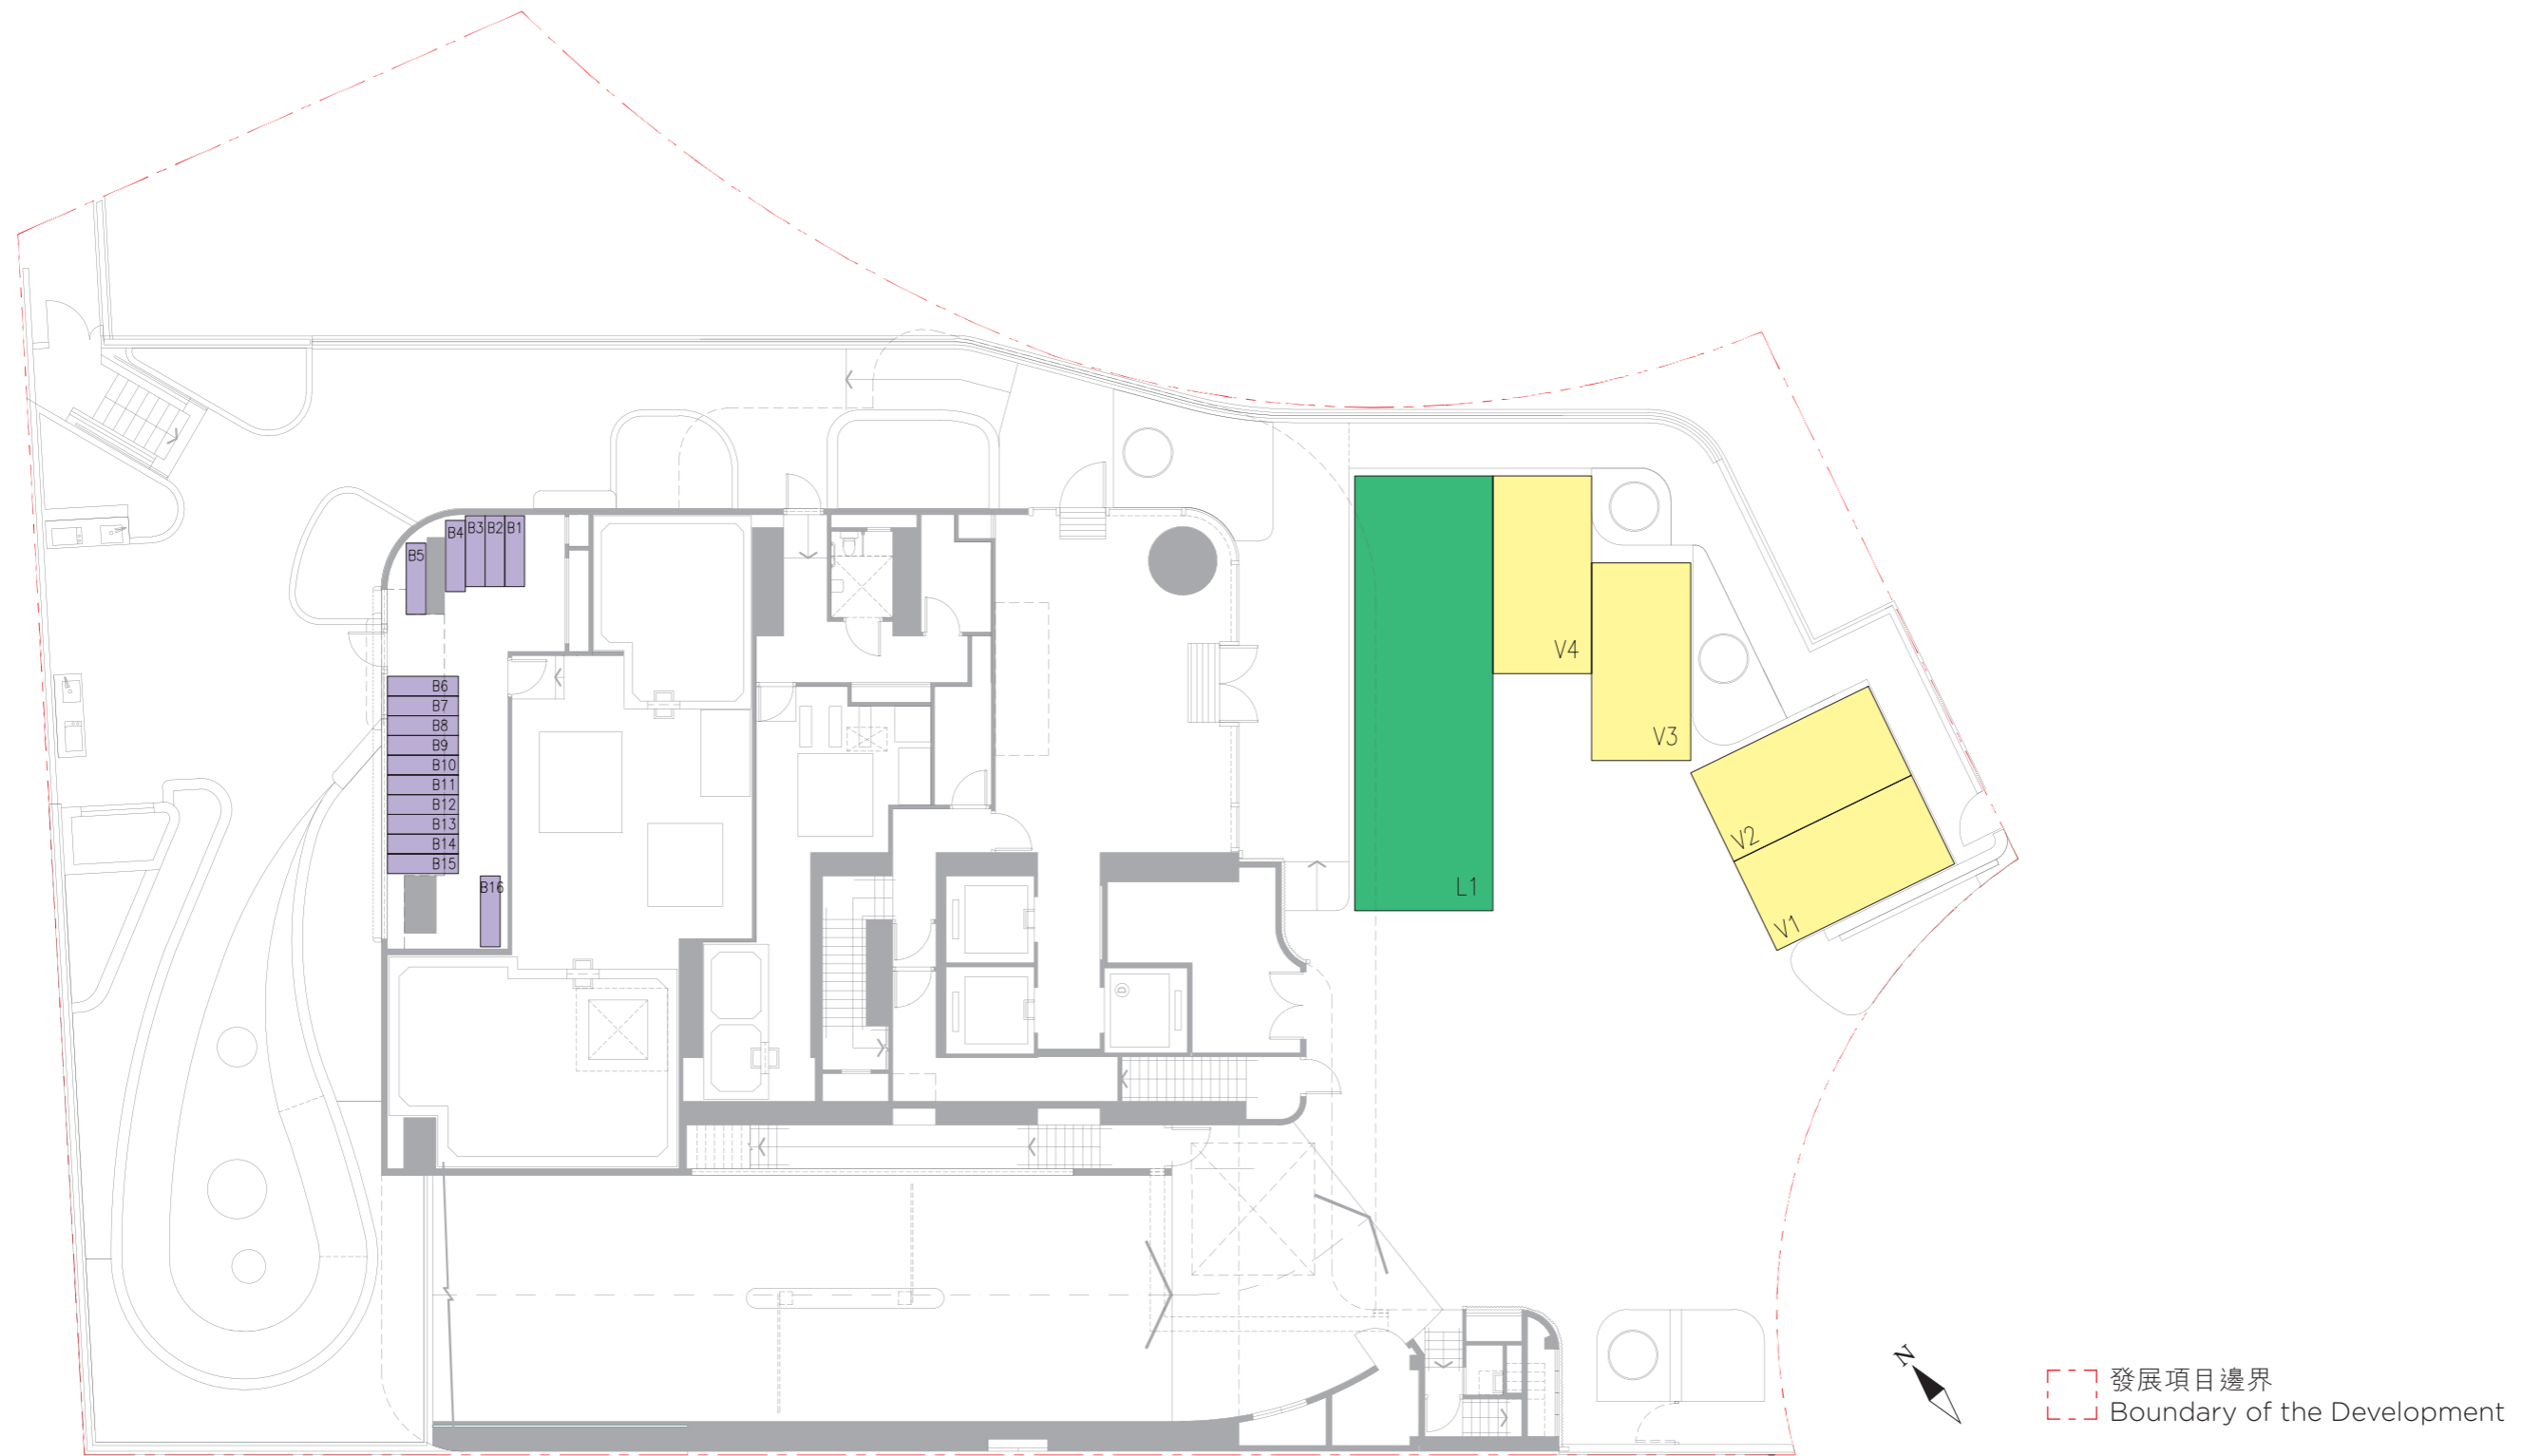 B5
B4
B3
B2
B1
B6
B7
B8
B9
B10
B11
B12
B13
B14
B15
B16
L1
V4
V3
V2
V1
D
N
發展項目邊界
Boundary of the Development